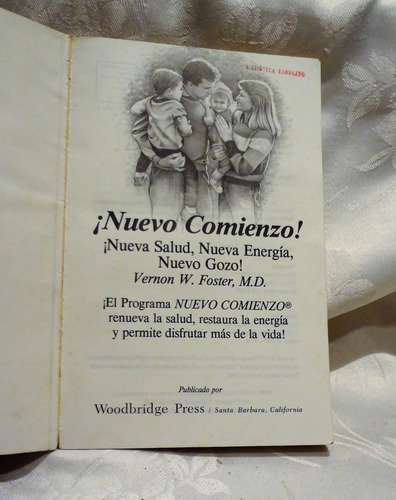 BIBLIOTECA
¡Nuevo Comienzo!
¡Nueva Salud, Nueva Energía,
Nuevo Gozo!
Vernon W. Foster, M.D.
¡El Programa NUEVO COMIENZO®
renueva la salud, restaura la energía
y permite disfrutar más de la vida!
Publicado por
Woodbridge Press / Santa Barbara, California